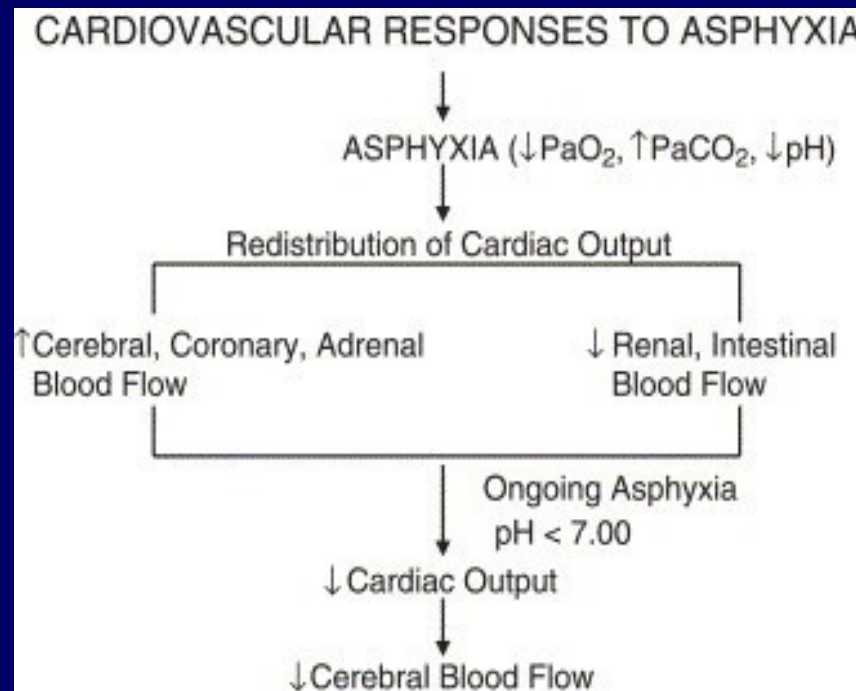 CARDIOVASCULAR RESPONSES TO ASPHYXIA
ASPHYXIA (↓PaO₂, ↑PaCO₂, ↓pH)
Redistribution of Cardiac Output
↑Cerebral, Coronary, Adrenal
Blood Flow
↓ Renal, Intestinal
Blood Flow
Ongoing Asphyxia
pH < 7.00
↓Cardiac Output
↓Cerebral Blood Flow